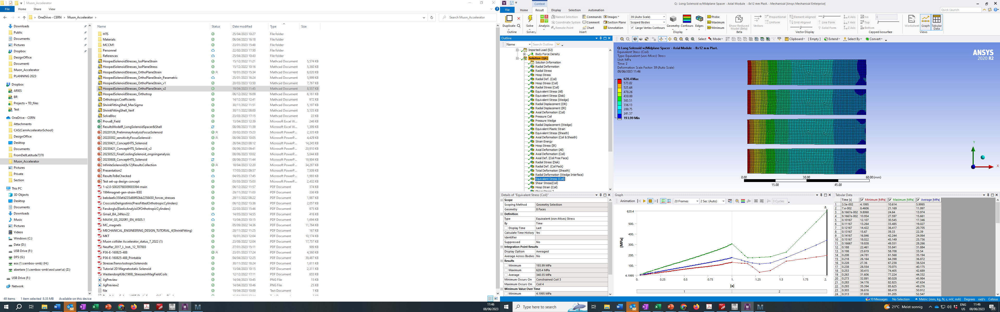 Muon_Accelerator
File
Home
Share
View
OneDrive - CERN
Muon_Accelerator
Search Muon_Accelerator
Downloads
Public
Documents
Pictures
Dropbox
DesignOffice
Documenti
Muon_Accelerator
PLANNING 2023
Dropbox
ARIES
BR
Projects » TD_files
Test
OneDrive - CERN
Attachments
CAS(CernAcceleratorSchool)
DesignOffice
Desktop
Documents
FromDellLatitude7370
Muon_Accelerator
Pictures
Private
Section
This PC
3D Objects
Desktop
Documents
Downloads
Music
Pictures
Videos
Windows (C:)
Data (D:)
USB Drive (F:)
DFS (G:)
eos (\\cernbox-smb) (H:)
abertare (\\cernbox-smb\eos\user\a) (Z:)
USB Drive (F:)
Network
Name Status Date modified Type Size
HTS 25/04/2023 10:27 File folder
Materials 06/04/2023 16:18 File folder
MCCM1 23/01/2023 15:48 File folder
Personnel 22/02/2023 17:50 File folder
References 25/04/2023 10:43 File folder
HoopedSolenoidStresses_IsoPlaneStrain 15/12/2022 11:21 Mathcad Document 5,574 KB
HoopedSolenoidStresses_IsoPlaneStress 15/12/2022 10:16 Mathcad Document 5,360 KB
HoopedSolenoidStresses_OrthoPlaneStrain 18/01/2023 15:34 Mathcad Document 6,020 KB
HoopedSolenoidStresses_OrthoPlaneStrain_Parametric 25/01/2023 16:24 Mathcad Document 5,999 KB
HoopedSolenoidStresses_OrthoPlaneStrain_v1 20/03/2023 13:50 Mathcad Document 7,767 KB
HoopedSolenoidStresses_OrthoPlaneStrain_v2 19/04/2023 11:45 Mathcad Document 8,557 KB
HoopedSolenoidStresses_Orthotrop 06/12/2022 16:09 Mathcad Document 6,161 KB
OrthotropicCoefficients 14/12/2022 12:41 Mathcad Document 972 KB
ShrinkFittingShell_MaxSigma 30/11/2022 11:51 Mathcad Document 5,197 KB
ShrinkFittingShell_Verif 30/11/2022 08:00 Mathcad Document 5,135 KB
SolveBloc 23/03/2023 17:15 Mathcad Document 22 KB
ProvaB_Field 13/04/2023 12:39 Microsoft Excel W... 246 KB
ResultsModelR_LongSolenoidSpacer&Shell 08/06/2023 11:39 Microsoft Excel W... 1,399 KB
20220126_PreliminayAnalysisFocusSolenoid 20/02/2023 15:23 Microsoft PowerP... 2,335 KB
20220302_sensitivityFocusSolenoid - 08/06/2023 10:05 Microsoft PowerP... 4,429 KB
20230421_ConceptHTS_Solenoid 26/04/2023 08:12 Microsoft PowerP... 14,245 KB
20230421_ConceptHTS_Solenoid_v2 08/06/2023 09:41 Microsoft PowerP... 20,910 KB
20230523_FinalCoolingSolenoid_ongoinganalysis 08/06/2023 10:02 Microsoft PowerP... 5,044 KB
20230608_ConceptHTS_Solenoid 08/06/2023 11:44 Microsoft PowerP... 19,904 KB
InfiniteSolenoid(8x12)ResultsCollection 18/04/2023 12:20 Microsoft PowerP... 34,287 KB
Presentation2 17/05/2023 09:57 Microsoft PowerP... 7,509 KB
ResultsToBeChecked 04/05/2023 17:45 Microsoft PowerP... 1,993 KB
Test set-up design concept 03/03/2023 15:03 Microsoft PowerP... 2,432 KB
1-s2.0-S0020768309003394-main 06/12/2022 11:57 PDF Document 374 KB
1994magnet-gen-strain-IEEE 29/11/2022 11:03 PDF Document 336 KB
bebdae6c350efd235d88f92bb2258430_forces_stresses 29/11/2022 08:22 PDF Document 1,987 KB
CroccoloDeAgostinis(PressFittedOrthotropicCylinders) 06/12/2022 13:36 PDF Document 2,057 KB
Farukoglu(ElasticAnalysisOfOrthotropicCylinders) 22/03/2023 15:46 PDF Document 975 KB
Gmail_BA_24Nov22 14/05/2023 14:55 PDF Document 416 KB
MAXW_GS_2020R1_EN_WS05.1 13/04/2023 10:15 PDF Document 1,694 KB
MC_magnets 05/09/2022 14:36 PDF Document 11,764 KB
MECHANICAL_ENGINEERING_DESIGN_TUTORIAL_4(ShrinkFitting) 28/11/2022 11:25 PDF Document 167 KB
MKT 18/01/2023 12:04 PDF Document 10,174 KB
Muon collider Accelerator_status_7_2022 (1) 23/08/2022 12:04 PDF Document 17,757 KB
Neuffer_2017_J._Inst._12_T07003 27/01/2023 15:11 PDF Document 909 KB
P36-E-160825-488 23/01/2023 17:24 PDF Document 4,560 KB
P36-E-160825-488_Printable 04/04/2023 12:25 PDF Document 39,487 KB
StressesTransvIsotropicSolenoids 30/11/2022 18:24 PDF Document 1,611 KB
Tutorial 2D Magnetostatic Solenoid 13/04/2023 10:15 PDF Document 2,311 KB
WestendorpKilb(1969)_StressesInMagFieldCoils 12/12/2022 17:11 PDF Document 655 KB
JigPreview 14/04/2023 10:45 PNG File 15 KB
JigPreview2 14/04/2023 10:46 PNG File 25 KB
file 19/04/2023 10:00 Text Document 1 KB
49 items 1 item selected 8.35 MB Available on this device
11:46
08/06/2023
Q : Long Solenoid w/Midplane Spacer - Axial Module - 8x12 mm Plast. - Mechanical [Ansys Mechanical Enterprise]
Context
File Home Result Display Selection Automation
Quick Launch
Duplicate
Outline
Solve
Solver
Analysis
Named Selection
Coordinate System
Remote Point
Commands
Comment
Chart
Images
Section Plane
Annotation
Insert
39 (Auto Scale)
Scoped Bodies
Large Vertex Contours
Geometry Contours Edges
Display
Probe
Maximum
Minimum
Show Reduced Model (Beta)
Beta
Vectors
Proportional
Uniform
Element Aligned
Grid Aligned
Line Form
Solid Form
X Axis
Y Axis
Z Axis
Vector Display
Iso
Top
Bottom
0
Capped Isosurface
Worksheet Graph Tabular Data
Views
Outline
Name Search Outline
Select Mode Clipboard [ Empty ] Extend Select By Convert
Imported Load (S2)
Body Force Density
Solution (Q6)
Solution Information
Radial Deformation
Radial Stress
Hoop Stress
Radial Def. (Coil)
Hoop Stress (Coil)
Radial Stress (Coil)
Equivalent Stress (All)
Equivalent Stress (Disk)
Equivalent Stress (Wedge)
Radial Displacement (OR)
Radial Displacement (IR)
Axial Deformation (Coil)
Pressure Coil
Pressure Wedge
Radial Displacement (Wedge)
Equivalent Plastic Strain
Equivalent Stress (Sheath)
Axial Deformation (Coil & Sheath)
Strain Energy
Hoop Stress (IR)
Axial Deformation (All)
Axial Deformation (Coil)
Axial Def. (Coil Free Face)
Radial Stress (Disk)
Radial Def. (Coil Pack)
Total Deformation (Sheath)
Radial Deformation (Wedge Interface)
Equivalent Stress (Coil)
Shear Stress(Coil)
Hoop Strain (Coil)
Q: Long Solenoid w/Midplane Spacer - Axial Module - 8x12 mm Plast.
Equivalent Stress (Coil)
Type: Equivalent (von-Mises) Stress
Unit: MPa
Time: 2
Deformation Scale Factor: 39 (Auto Scale)
08/06/2023 11:46
620.4 Max
573.02
525.64
478.26
430.88
383.51
336.13
288.75
241.37
193.99 Min
ANSYS
2020 R2
Y
X
0.00 30.00 60.00 (mm)
15.00 45.00
Details of "Equivalent Stress (Coil)"
Scope
Scoping Method Geometry Selection
Geometry 8 Faces
Definition
Type Equivalent (von-Mises) Stress
By Time
Display Time Last
Calculate Time History Yes
Identifier
Suppressed No
Integration Point Results
Display Option Averaged
Average Across Bodies No
Results
Minimum 193.99 MPa
Maximum 620.4 MPa
Average 340.55 MPa
Minimum Occurs On Constrained Coil 3
Maximum Occurs On Coil 4
Minimum Value Over Time
Minimum 4.1995 MPa
Graph
Animation 20 Frames 2 Sec (Auto) 3 Cycles
2.
620.4
500.
400.
300.
200.
100.
4.1995
[MPa]
0. 0.25 0.5 0.75 1. 1.25 1.5 1.75 2.
[s]
1 2
Tabular Data
Time [s] Minimum [MPa] Maximum [MPa] Average [MPa]
1 3.5e-002 4.1995 10.614 5.9995
2 7.e-002 8.4606 21.169 11.997
3 8.1667e-002 9.8068 24.64 13.974
4 9.1667e-002 10.954 27.597 15.661
5 0.10167 12.107 30.545 17.346
6 0.11167 13.264 33.485 19.027
7 0.12167 14.422 36.417 20.705
8 0.13167 15.67 39.33 22.39
9 0.14167 16.846 42.244 24.064
10 0.15167 18.022 45.149 25.736
11 0.16667 19.838 49.551 28.266
12 0.188 22.461 55.841 31.884
13 0.198 23.619 58.708 33.54
14 0.208 24.781 61.568 35.194
15 0.218 26.164 64.398 36.872
16 0.228 27.36 67.238 38.524
17 0.238 28.554 70.075 40.175
18 0.253 30.415 74.405 42.689
19 0.263 31.606 77.224 44.332
20 0.273 32.891 80.028 45.984
21 0.283 34.176 82.825 47.634
22 0.293 35.394 85.625 49.276
23 0.303 36.616 88.419 50.912
24 0.313 37.838 91.205 52.547
10 Messages No Selection Metric (mm, kg, N, s, mV, mA) Degrees rad/s Celsius
Type here to search
21°C Meist sonnig
ENG
US
11:46
08/06/2023
28